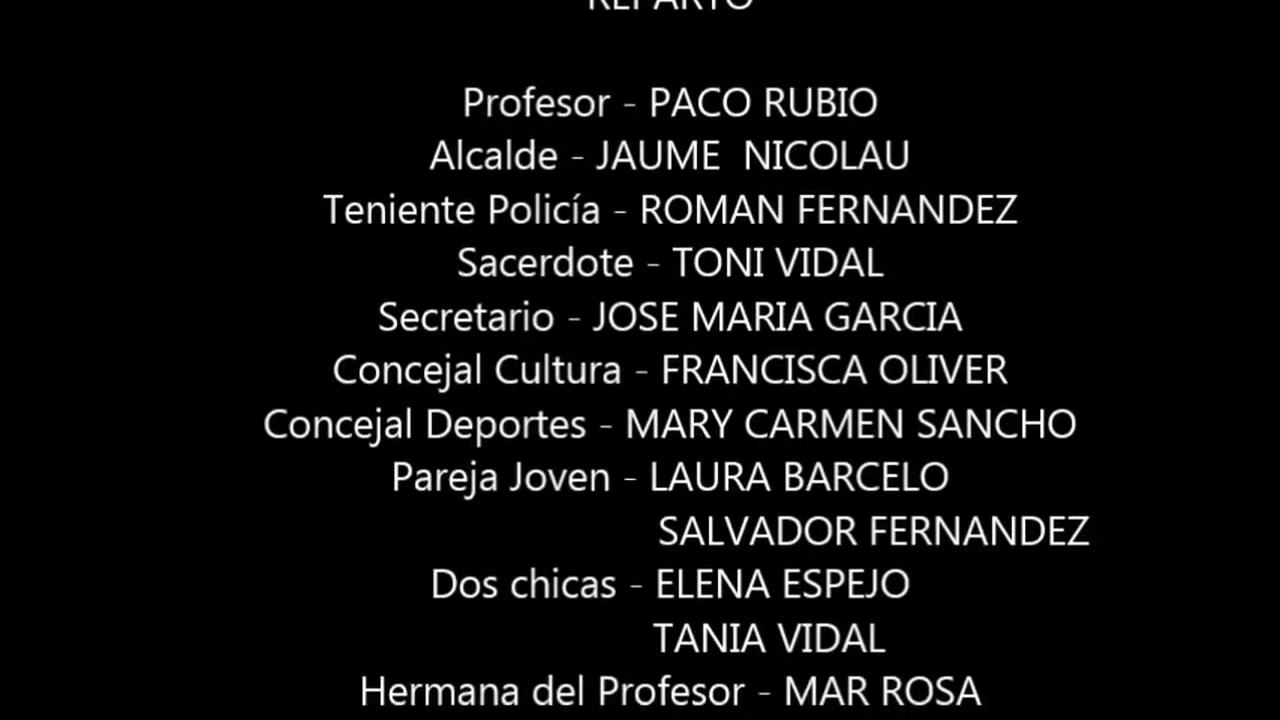 REPARTO
Profesor - PACO RUBIO
Alcalde - JAUME NICOLAU
Teniente Policía - ROMAN FERNANDEZ
Sacerdote - TONI VIDAL
Secretario - JOSE MARIA GARCIA
Concejal Cultura - FRANCISCA OLIVER
Concejal Deportes - MARY CARMEN SANCHO
Pareja Joven - LAURA BARCELO
SALVADOR FERNANDEZ
Dos chicas - ELENA ESPEJO
TANIA VIDAL
Hermana del Profesor - MAR ROSA